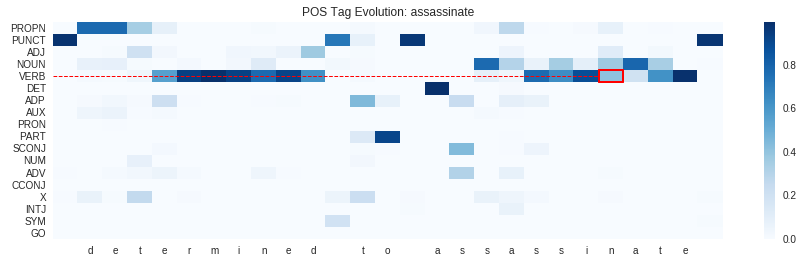 POS Tag Evolution: assassinate
PROPN
PUNCT
ADJ
NOUN
VERB
DET
ADP
AUX
PRON
PART
SCONJ
NUM
ADV
CCONJ
X
INTJ
SYM
GO
d e t e r m i n e d t o a s s a s s i n a t e
0.8
0.6
0.4
0.2
0.0